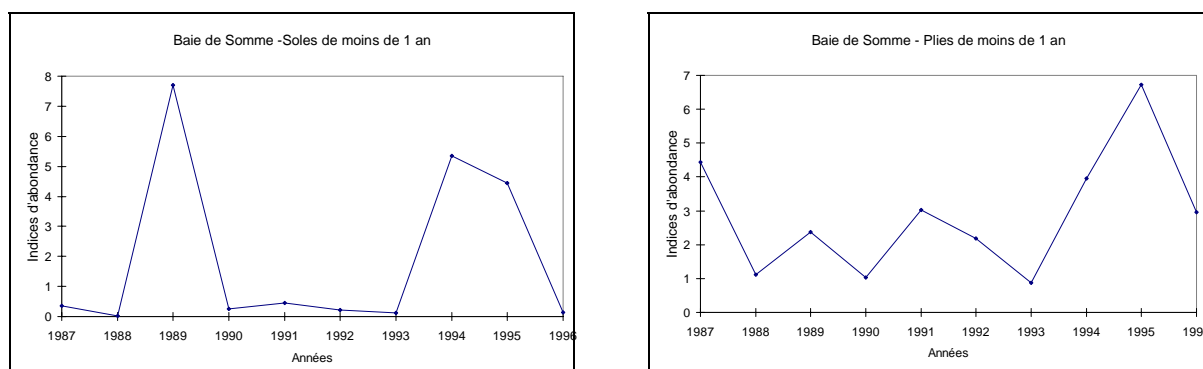 Baie de Somme -Soles de moins de 1 an
8
7
6
5
4
3
2
1
0
Indices d'abondance
1987 1988 1989 1990 1991 1992 1993 1994 1995 1996
Années
Baie de Somme - Plies de moins de 1 an
7
6
5
4
3
2
1
0
Indices d'abondance
1987 1988 1989 1990 1991 1992 1993 1994 1995 199
Années